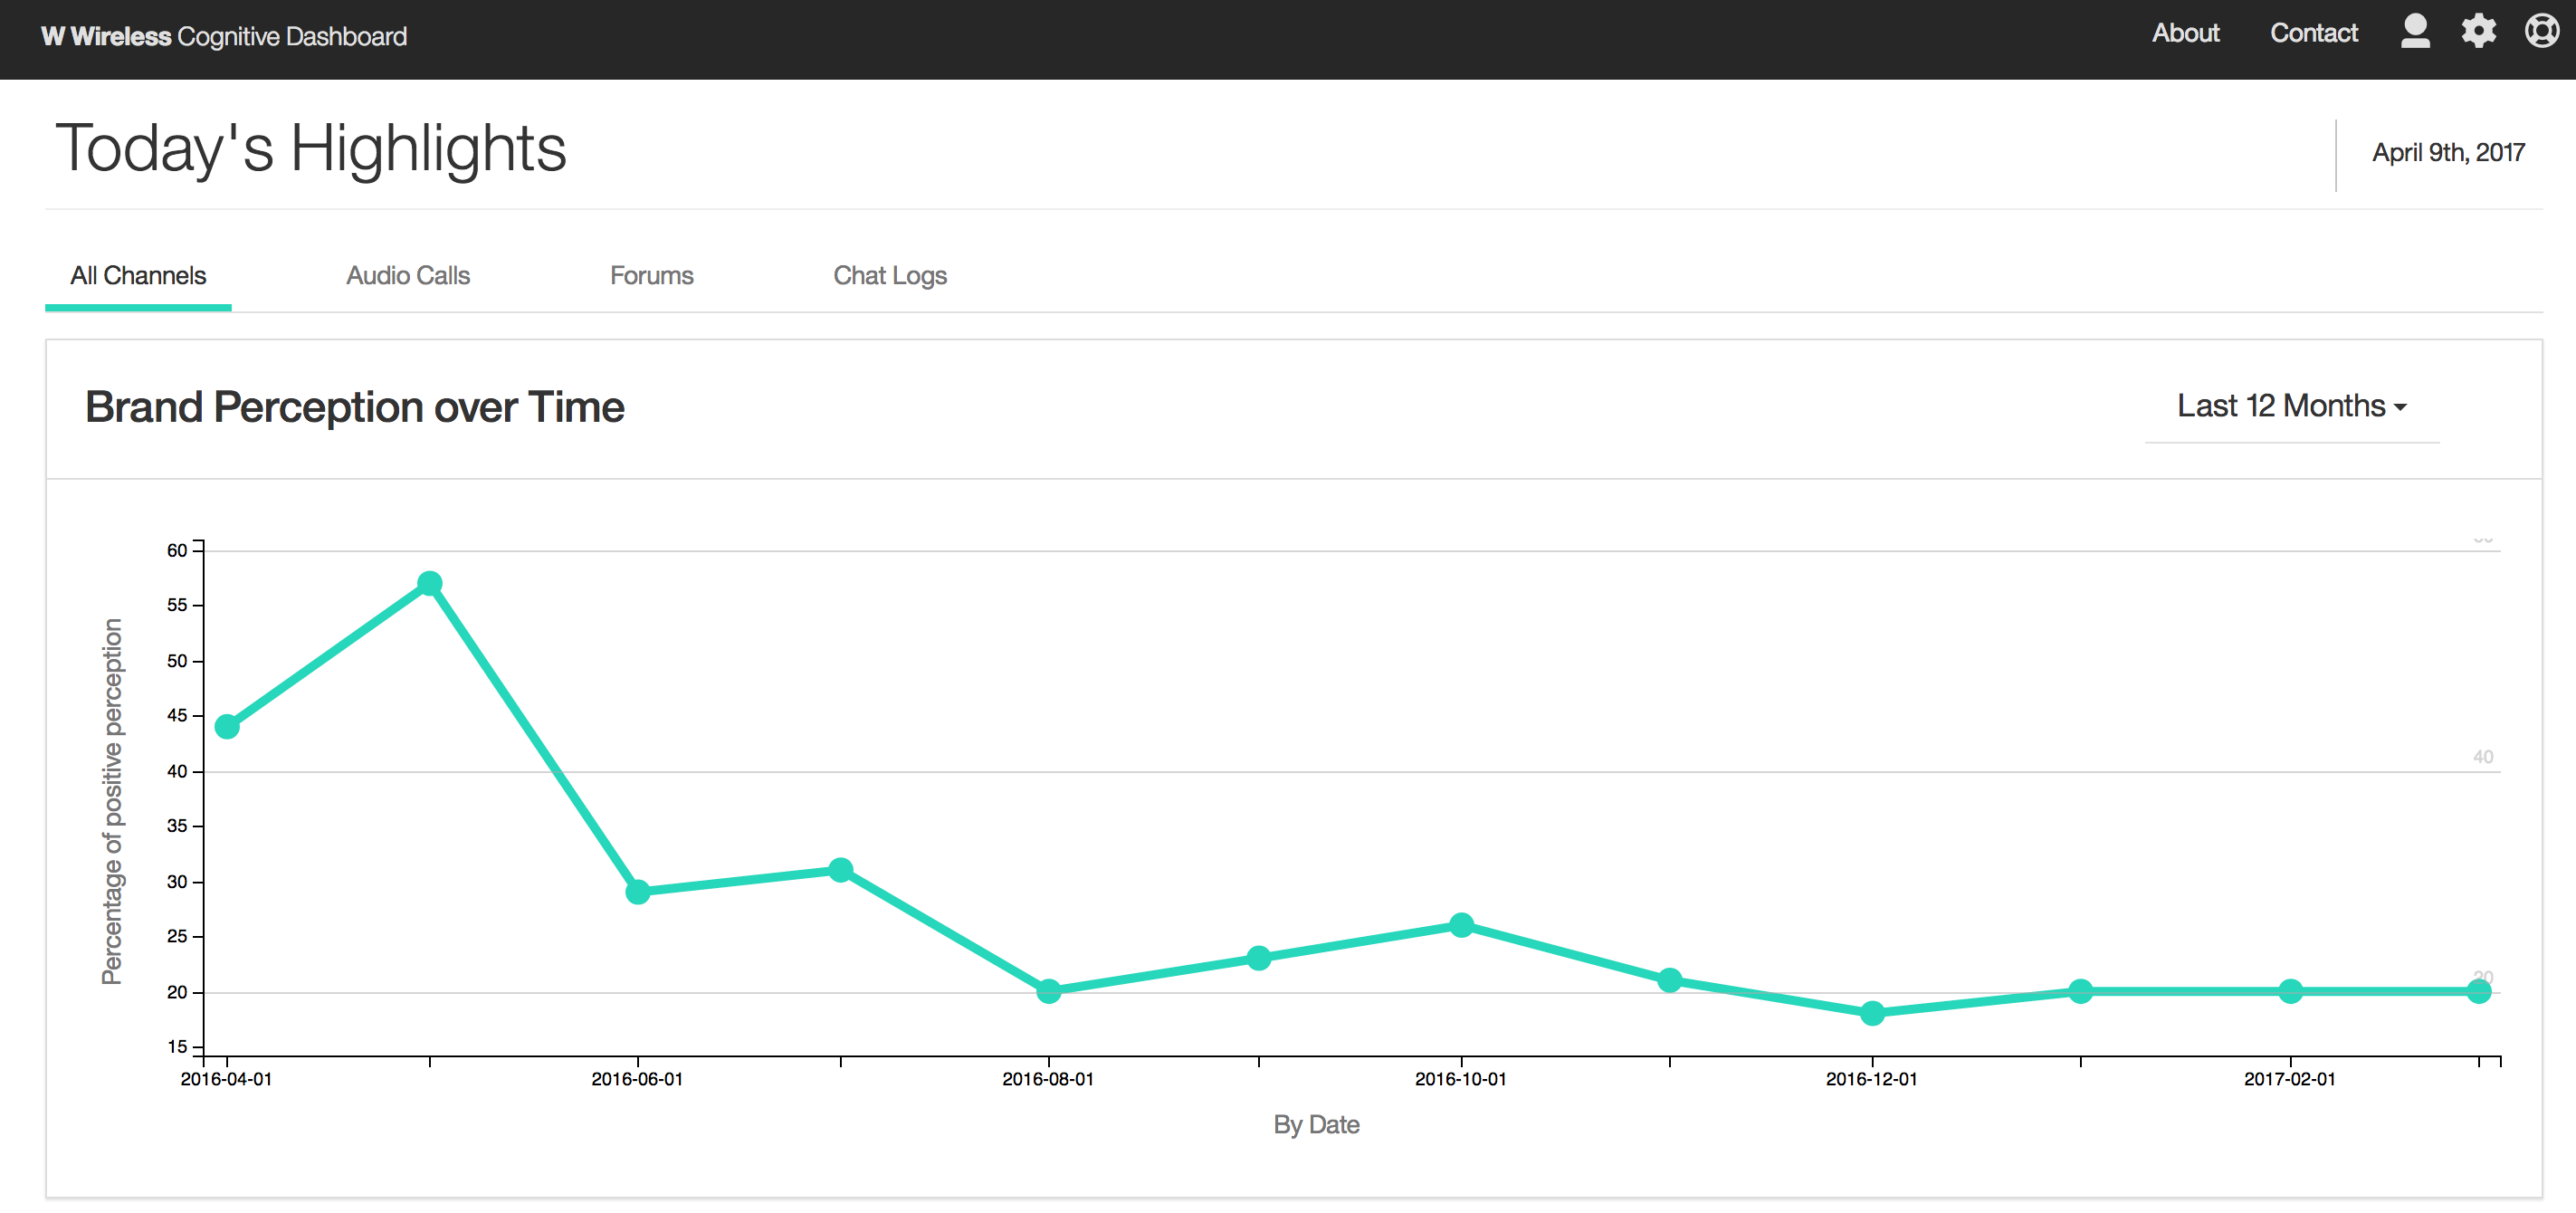 W Wireless Cognitive Dashboard
About Contact
Today's Highlights
April 9th, 2017
All Channels Audio Calls Forums Chat Logs
Brand Perception over Time
Last 12 Months
Percentage of positive perception
60
55
50
45
40 40
35
30
25
20 20
15
2016-04-01 2016-06-01 2016-08-01 2016-10-01 2016-12-01 2017-02-01
By Date